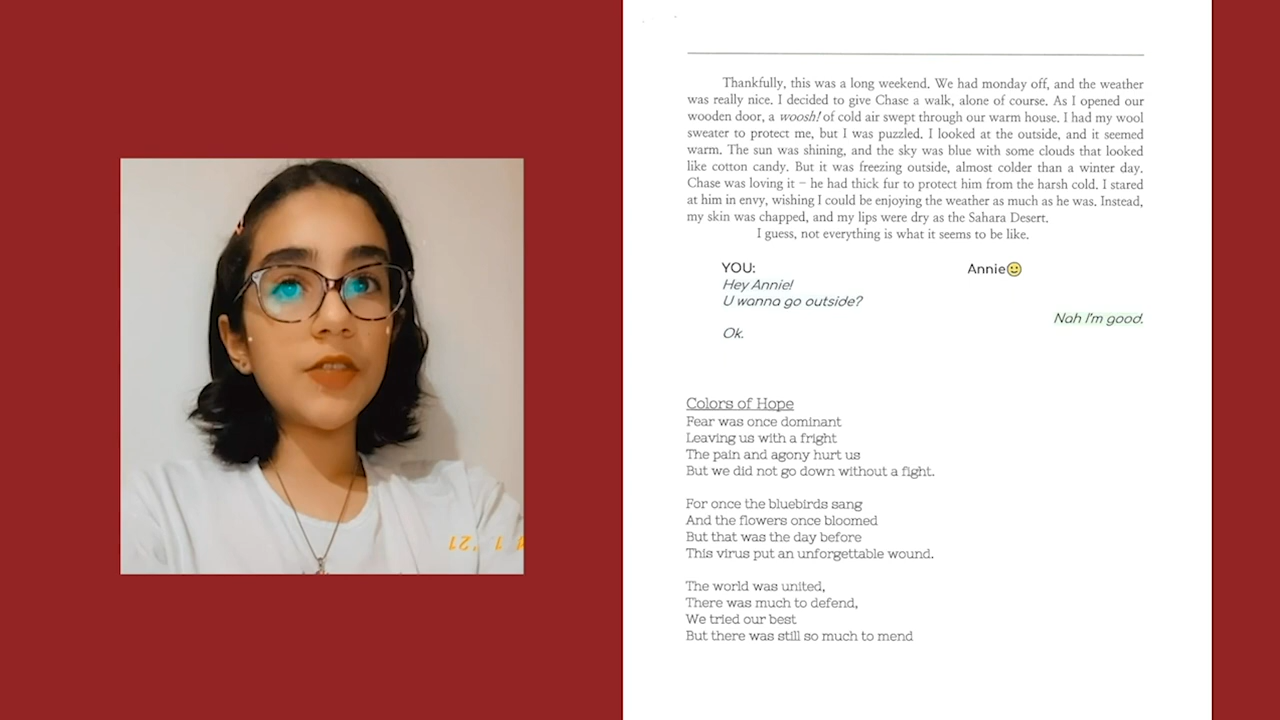 Thankfully, this was a long weekend. We had monday off, and the weather
was really nice. I decided to give Chase a walk, alone of course. As I opened our
wooden door, a woosh! of cold air swept through our warm house. I had my wool
sweater to protect me, but I was puzzled. I looked at the outside, and it seemed
warm. The sun was shining, and the sky was blue with some clouds that looked
like cotton candy. But it was freezing outside, almost colder than a winter day.
Chase was loving it – he had thick fur to protect him from the harsh cold. I stared
at him in envy, wishing I could be enjoying the weather as much as he was. Instead,
my skin was chapped, and my lips were dry as the Sahara Desert.
I guess, not everything is what it seems to be like.
YOU:
Annie🙂
Hey Annie!
U wanna go outside?
Nah I'm good.
Ok.
Colors of Hope
Fear was once dominant
Leaving us with a fright
The pain and agony hurt us
But we did not go down without a fight.
For once the bluebirds sang
And the flowers once bloomed
But that was the day before
This virus put an unforgettable wound.
The world was united,
There was much to defend,
We tried our best
But there was still so much to mend